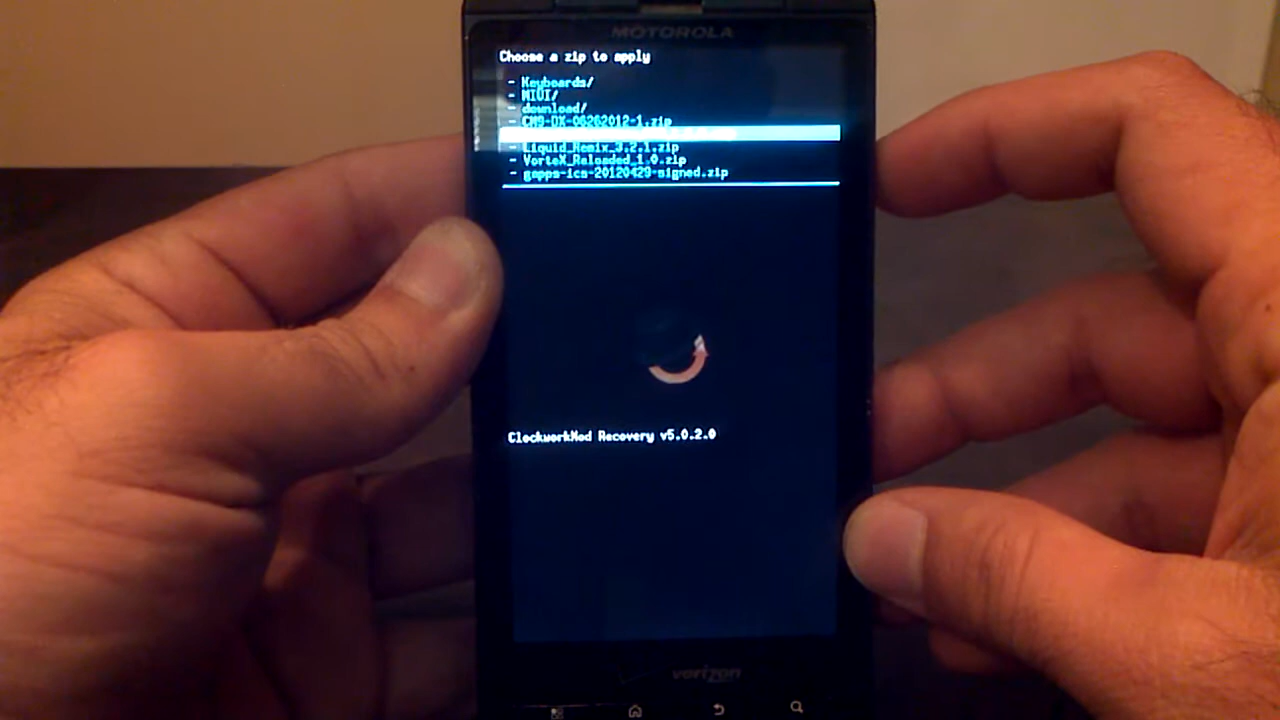 MOTOROLA
Choose a zip to apply
- Keyboards/
- MIUI/
- download/
- CM9-DX-06262012-1.zip
- Liquid_Remix_3.2.1.zip
- VorteX_Reloaded_1.0.zip
- gapps-ics-20120429-signed.zip
ClockworkMod Recovery v5.0.2.0
verizon